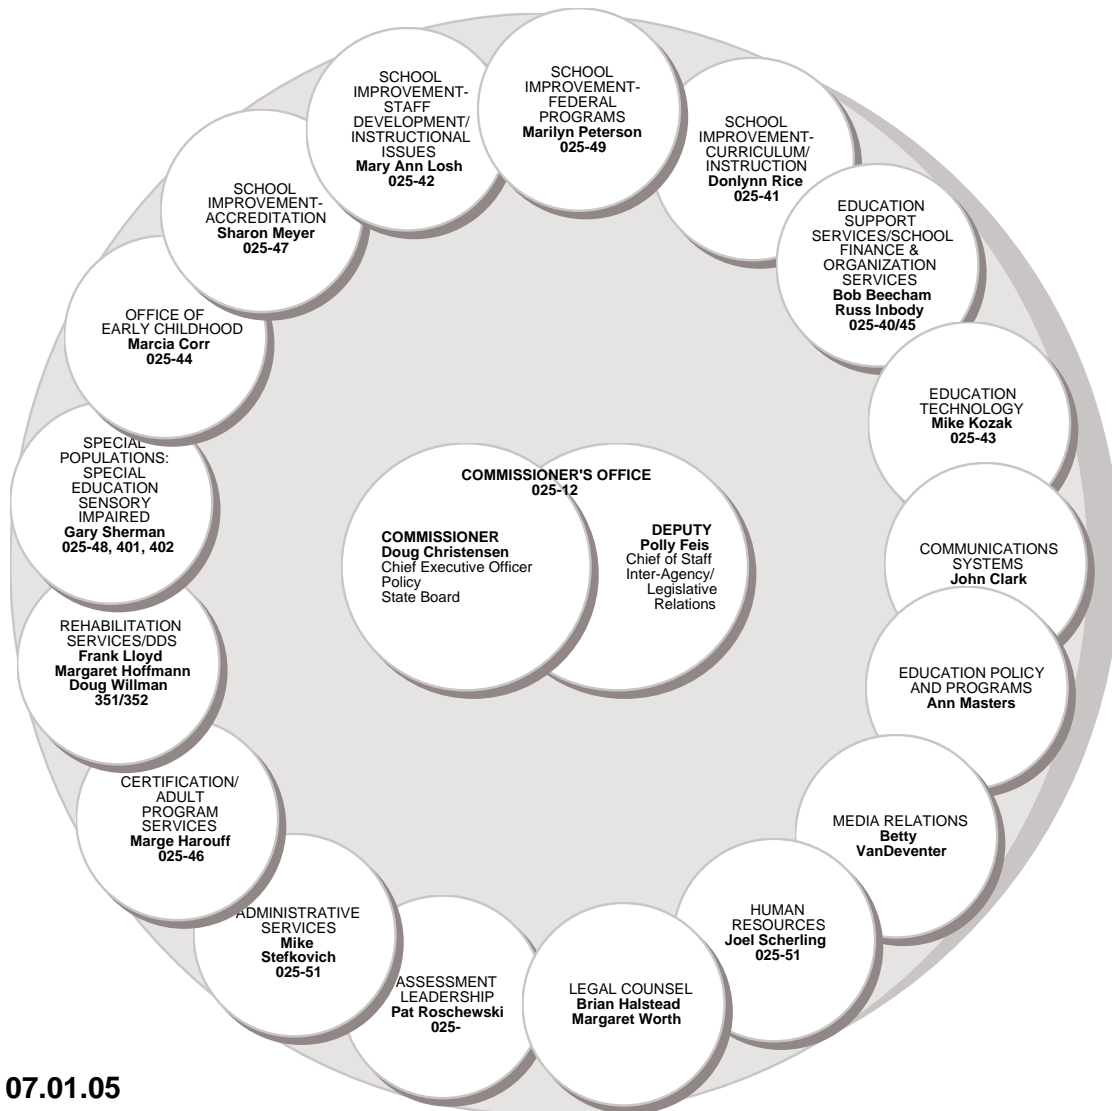 SCHOOL
IMPROVEMENT-
FEDERAL
PROGRAMS
Marilyn Peterson
025-49
SCHOOL
IMPROVEMENT-
STAFF
DEVELOPMENT/
INSTRUCTIONAL
ISSUES
Mary Ann Losh
025-42
SCHOOL
IMPROVEMENT-
CURRICULUM/
INSTRUCTION
Donlynn Rice
025-41
SCHOOL
IMPROVEMENT-
ACCREDITATION
Sharon Meyer
025-47
EDUCATION
SUPPORT
SERVICES/SCHOOL
FINANCE &
ORGANIZATION
SERVICES
Bob Beecham
Russ Inbody
025-40/45
OFFICE OF
EARLY CHILDHOOD
Marcia Corr
025-44
EDUCATION
TECHNOLOGY
Mike Kozak
025-43
SPECIAL
POPULATIONS:
SPECIAL
EDUCATION
SENSORY
IMPAIRED
Gary Sherman
025-48, 401, 402
COMMISSIONER'S OFFICE
025-12
COMMISSIONER
Doug Christensen
Chief Executive Officer
Policy
State Board
DEPUTY
Polly Feis
Chief of Staff
Inter-Agency/
Legislative
Relations
COMMUNICATIONS
SYSTEMS
John Clark
REHABILITATION
SERVICES/DDS
Frank Lloyd
Margaret Hoffmann
Doug Willman
351/352
EDUCATION POLICY
AND PROGRAMS
Ann Masters
CERTIFICATION/
ADULT
PROGRAM
SERVICES
Marge Harouff
025-46
MEDIA RELATIONS
Betty
VanDeventer
ADMINISTRATIVE
SERVICES
Mike
Stefkovich
025-51
HUMAN
RESOURCES
Joel Scherling
025-51
ASSESSMENT
LEADERSHIP
Pat Roschewski
025-
LEGAL COUNSEL
Brian Halstead
Margaret Worth
07.01.05